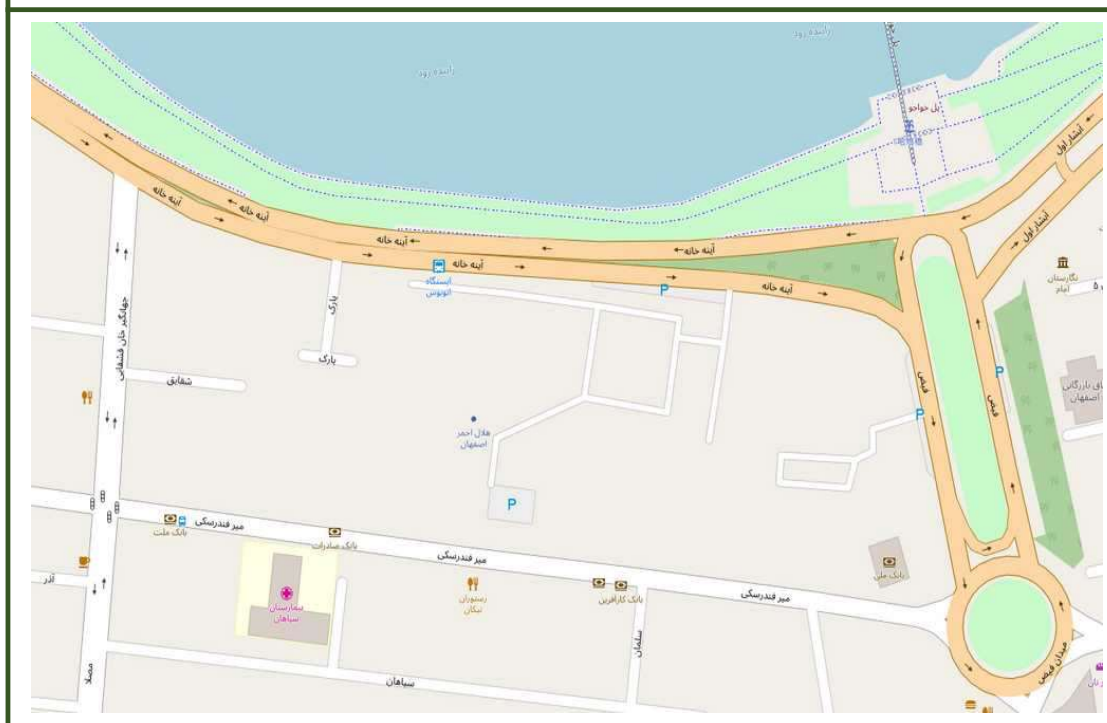 زاینده رود
زاینده رود
پل خواجو
آبشار اول
آبشار اول
آینه خانه
آینه خانه
آینه خانه
آینه خانه
آینه خانه
آینه خانه
آینه خانه
ایستگاه
اتوبوس
P
نگارستان
امام
پارک
پارک
شقایق
جهانگیر خان قشقایی
هلال احمر
اصفهان
فیض
فیض
P
P
P
اصفهان
میر فندرسکی
میر فندرسکی
میر فندرسکی
بانک ملت
بانک صادرات
بانک ملی
بانک کارآفرین
رستوران
نیکان
بیمارستان
سپاهان
آذر
مصلا
سپاهان
سلمان
میدان فیض